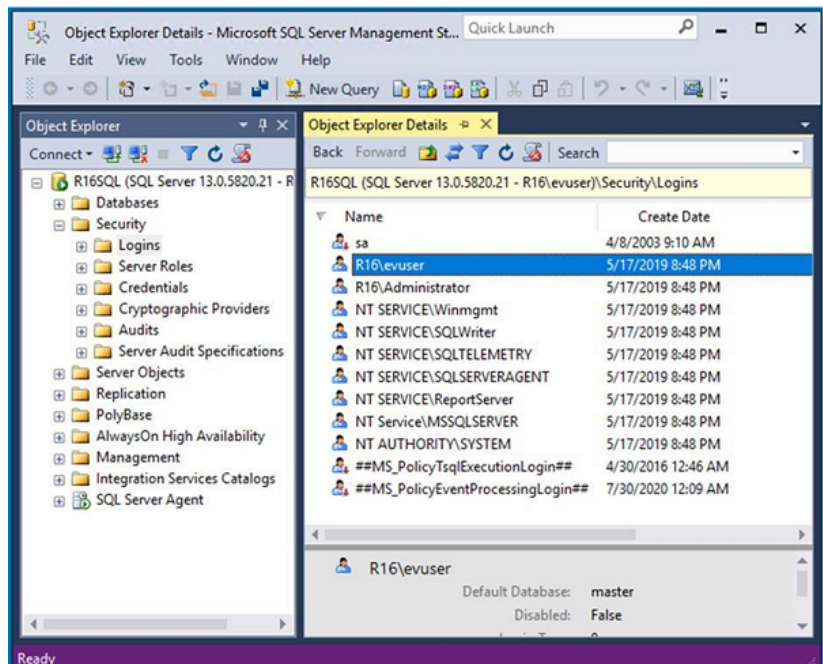 Object Explorer Details - Microsoft SQL Server Management St...
Quick Launch
File Edit View Tools Window Help
New Query
Object Explorer
Connect
R16SQL (SQL Server 13.0.5820.21 - R
Databases
Security
Logins
Server Roles
Credentials
Cryptographic Providers
Audits
Server Audit Specifications
Server Objects
Replication
PolyBase
AlwaysOn High Availability
Management
Integration Services Catalogs
SQL Server Agent
Object Explorer Details
Back Forward Search
R16SQL (SQL Server 13.0.5820.21 - R16\evuser)\Security\Logins
Name Create Date
sa 4/8/2003 9:10 AM
R16\evuser 5/17/2019 8:48 PM
R16\Administrator 5/17/2019 8:48 PM
NT SERVICE\Winmgmt 5/17/2019 8:48 PM
NT SERVICE\SQLWriter 5/17/2019 8:48 PM
NT SERVICE\SQLTELEMETRY 5/17/2019 8:48 PM
NT SERVICE\SQLSERVERAGENT 5/17/2019 8:48 PM
NT SERVICE\ReportServer 5/17/2019 8:48 PM
NT Service\MSSQLSERVER 5/17/2019 8:48 PM
NT AUTHORITY\SYSTEM 5/17/2019 8:48 PM
##MS_PolicyTsqlExecutionLogin## 4/30/2016 12:46 AM
##MS_PolicyEventProcessingLogin## 7/30/2020 12:09 AM
R16\evuser
Default Database: master
Disabled: False
Ready